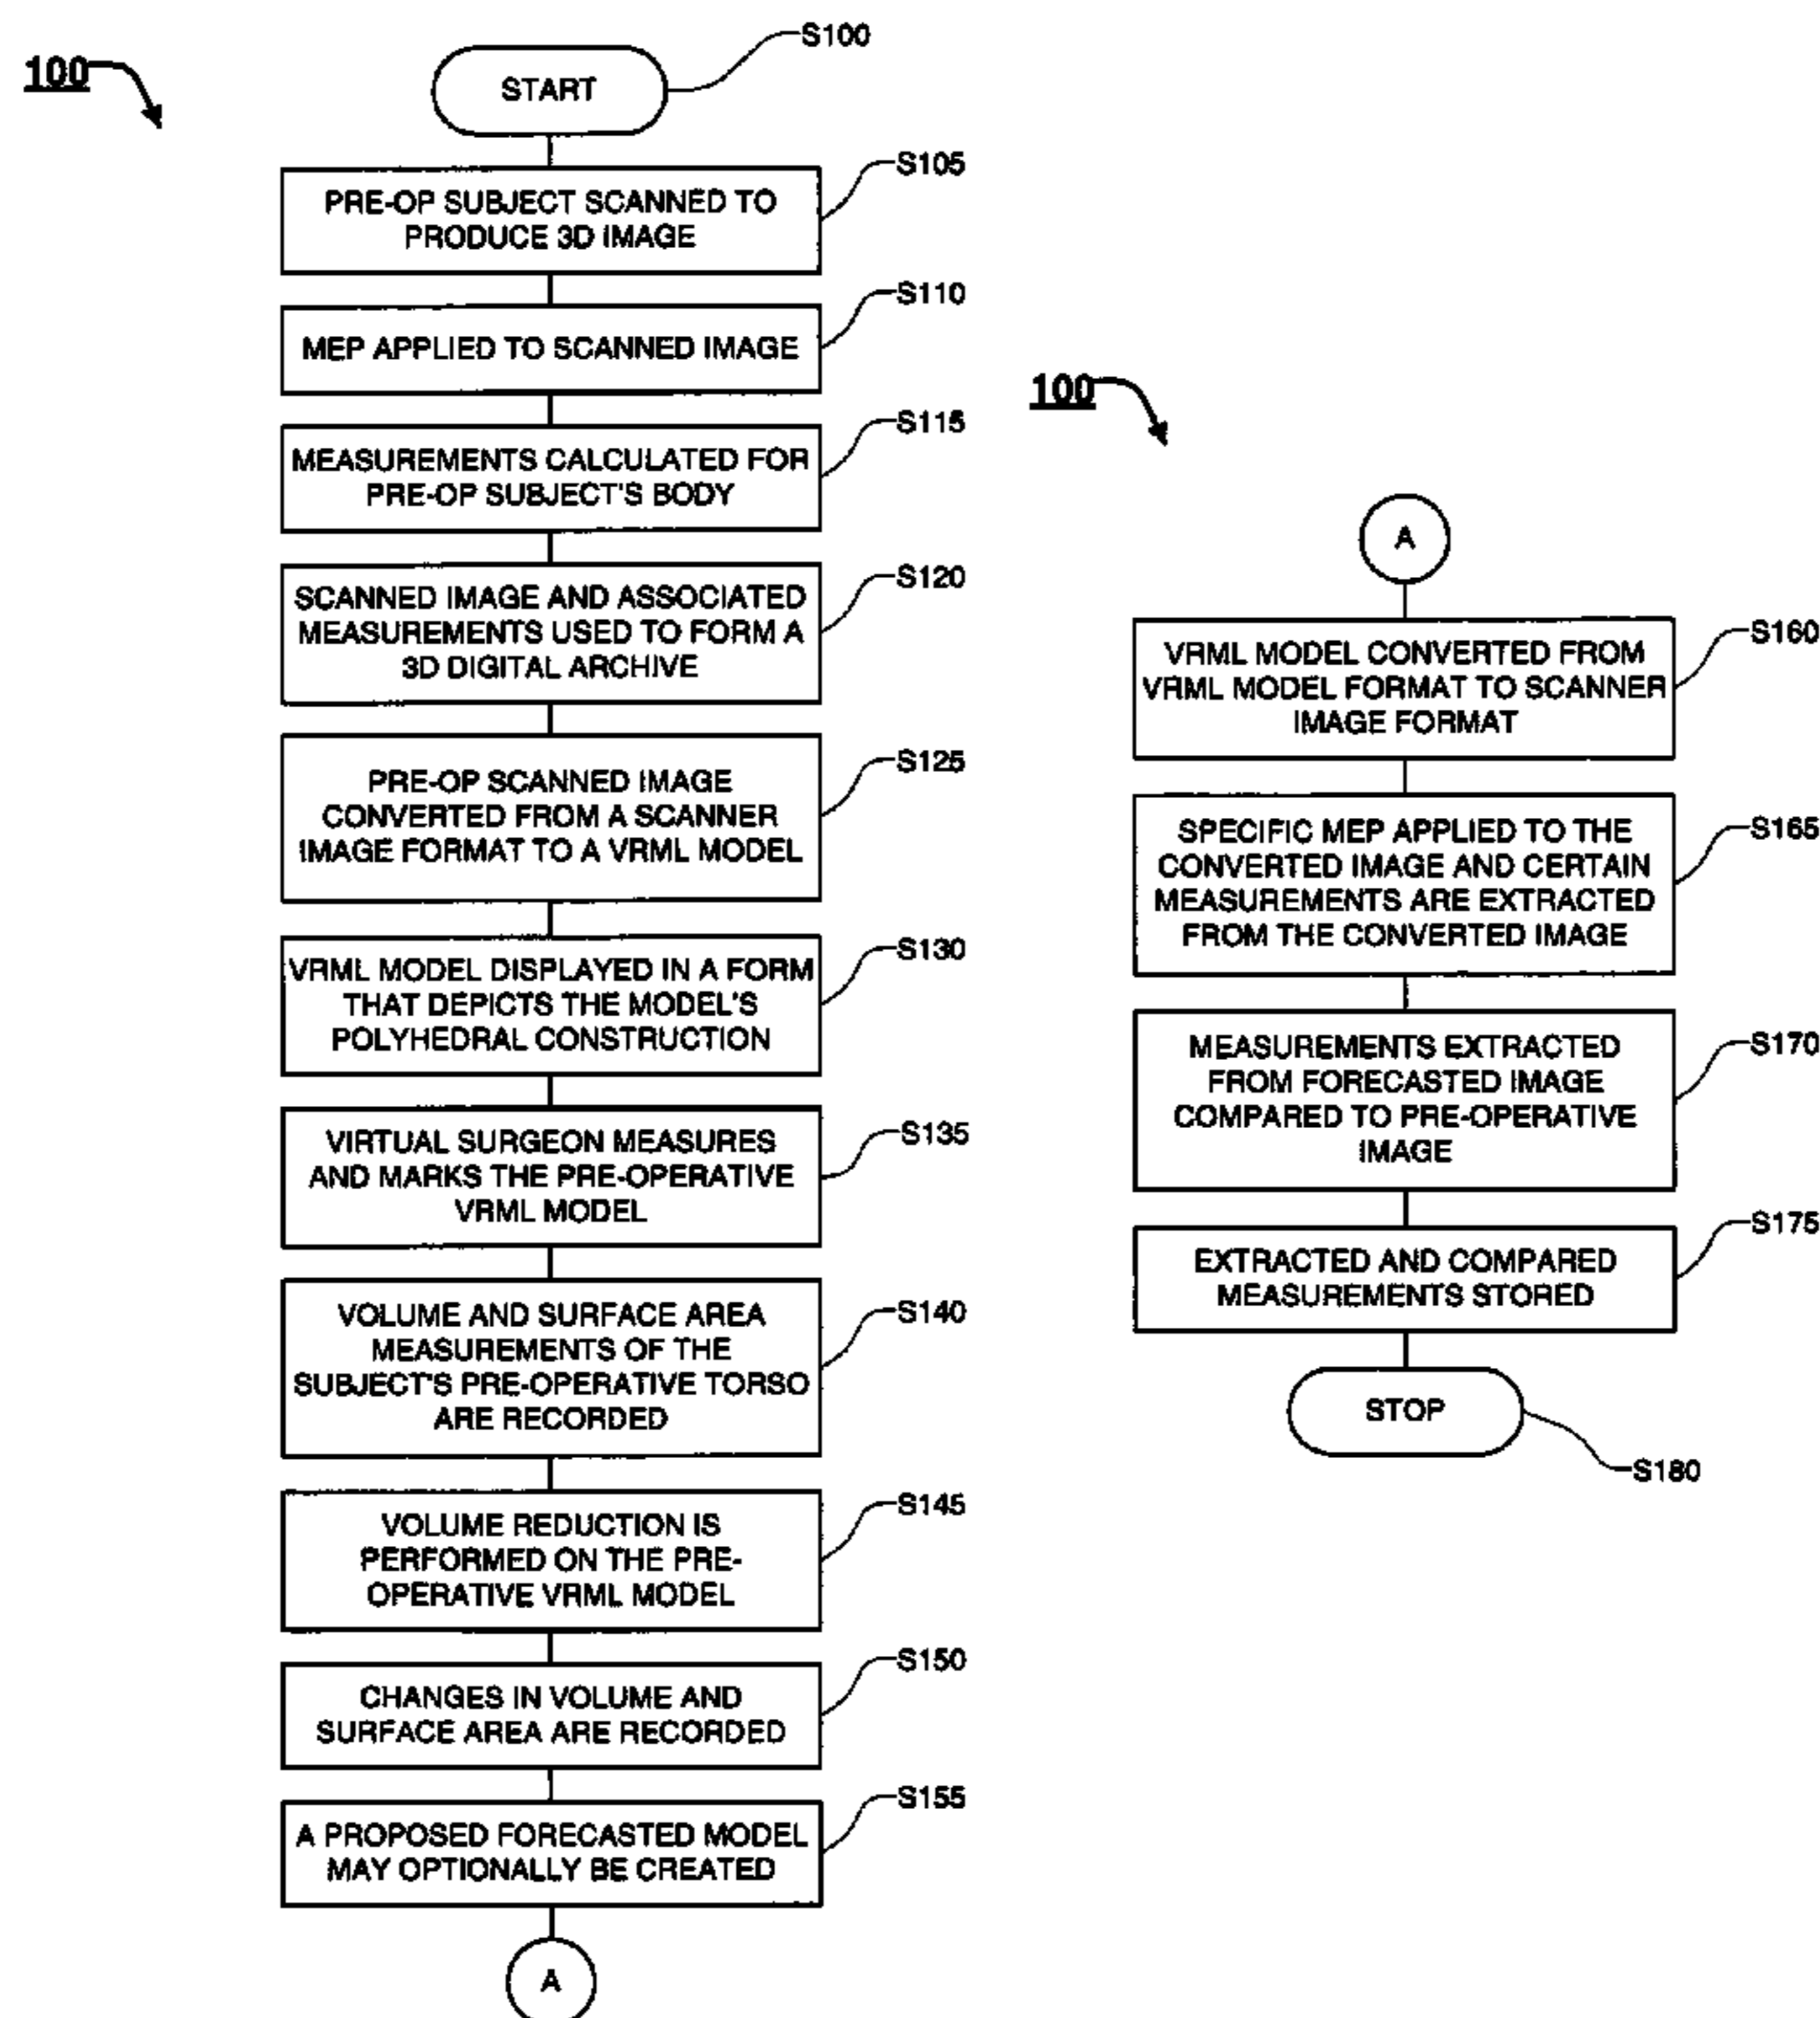 100
S100
START
S105
PRE-OP SUBJECT SCANNED TO
PRODUCE 3D IMAGE
S110
MEP APPLIED TO SCANNED IMAGE
S115
MEASUREMENTS CALCULATED FOR
PRE-OP SUBJECT'S BODY
S120
SCANNED IMAGE AND ASSOCIATED
MEASUREMENTS USED TO FORM A
3D DIGITAL ARCHIVE
S125
PRE-OP SCANNED IMAGE
CONVERTED FROM A SCANNER
IMAGE FORMAT TO A VRML MODEL
S130
VRML MODEL DISPLAYED IN A FORM
THAT DEPICTS THE MODEL'S
POLYHEDRAL CONSTRUCTION
S135
VIRTUAL SURGEON MEASURES
AND MARKS THE PRE-OPERATIVE
VRML MODEL
S140
VOLUME AND SURFACE AREA
MEASUREMENTS OF THE
SUBJECT'S PRE-OPERATIVE TORSO
ARE RECORDED
S145
VOLUME REDUCTION IS
PERFORMED ON THE PRE-
OPERATIVE VRML MODEL
S150
CHANGES IN VOLUME AND
SURFACE AREA ARE RECORDED
S155
A PROPOSED FORECASTED MODEL
MAY OPTIONALLY BE CREATED
A
100
A
S160
VRML MODEL CONVERTED FROM
VRML MODEL FORMAT TO SCANNER
IMAGE FORMAT
S165
SPECIFIC MEP APPLIED TO THE
CONVERTED IMAGE AND CERTAIN
MEASUREMENTS ARE EXTRACTED
FROM THE CONVERTED IMAGE
S170
MEASUREMENTS EXTRACTED
FROM FORECASTED IMAGE
COMPARED TO PRE-OPERATIVE
IMAGE
S175
EXTRACTED AND COMPARED
MEASUREMENTS STORED
STOP
S180